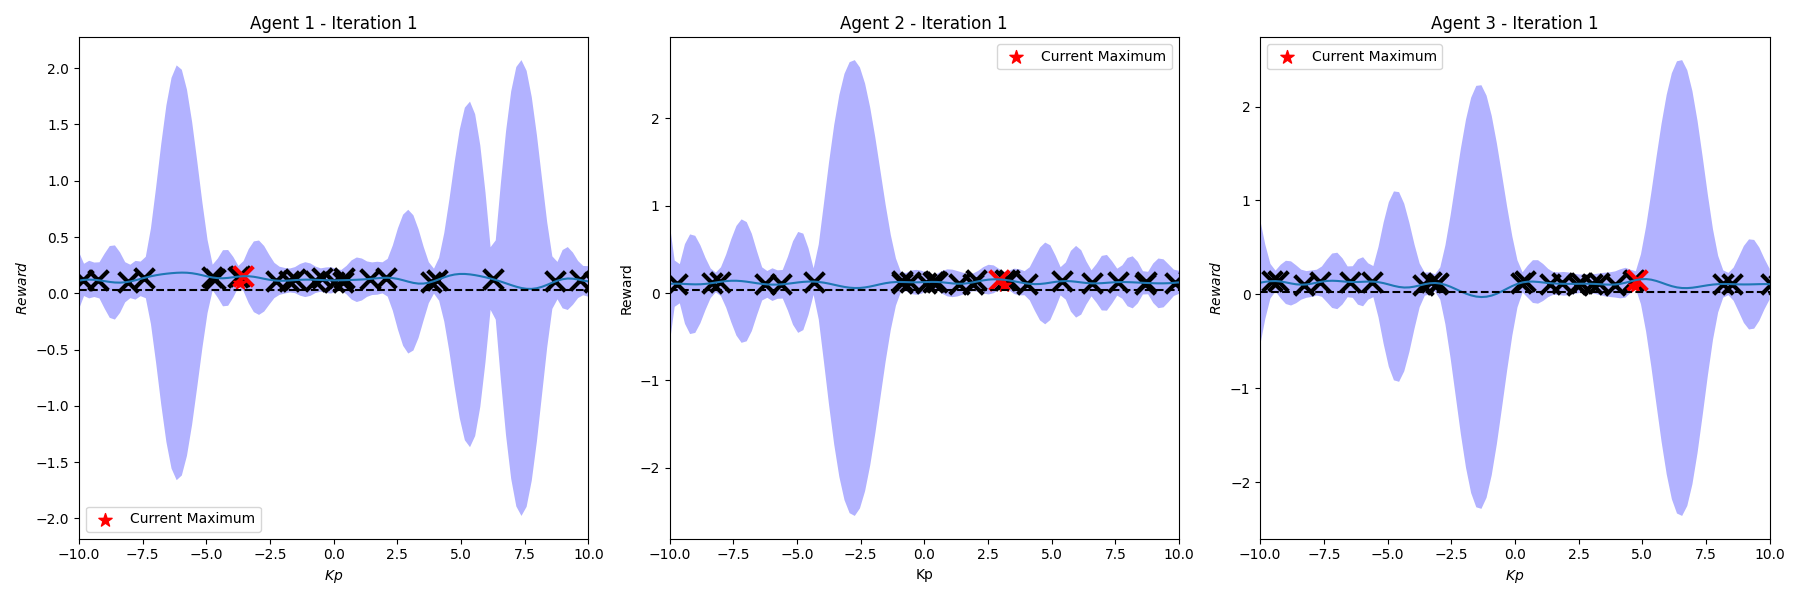 Agent 1 - Iteration 1
2.0
1.5
1.0
0.5
0.0
−0.5
−1.0
−1.5
−2.0
Reward
Current Maximum
−10.0 −7.5 −5.0 −2.5 0.0 2.5 5.0 7.5 10.0
Kp
Agent 2 - Iteration 1
Current Maximum
2
1
0
−1
−2
Reward
−10.0 −7.5 −5.0 −2.5 0.0 2.5 5.0 7.5 10.0
Kp
Agent 3 - Iteration 1
Current Maximum
2
1
0
−1
−2
Reward
−10.0 −7.5 −5.0 −2.5 0.0 2.5 5.0 7.5 10.0
Kp